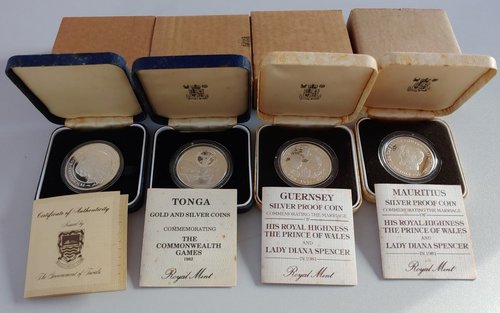 Certificate of Authenticity
Issued by
The Government of Tuvalu
TONGA
GOLD AND SILVER COINS
COMMEMORATING
THE
COMMONWEALTH
GAMES
1982
Royal Mint
GUERNSEY
SILVER PROOF COIN
COMMEMORATING THE MARRIAGE
OF
HIS ROYAL HIGHNESS
THE PRINCE OF WALES
AND
LADY DIANA SPENCER
IN 1981
Royal Mint
MAURITIUS
SILVER PROOF COIN
COMMEMORATING THE MARRIAGE
OF
HIS ROYAL HIGHNESS
THE PRINCE OF WALES
AND
LADY DIANA SPENCER
IN 1981
Royal Mint